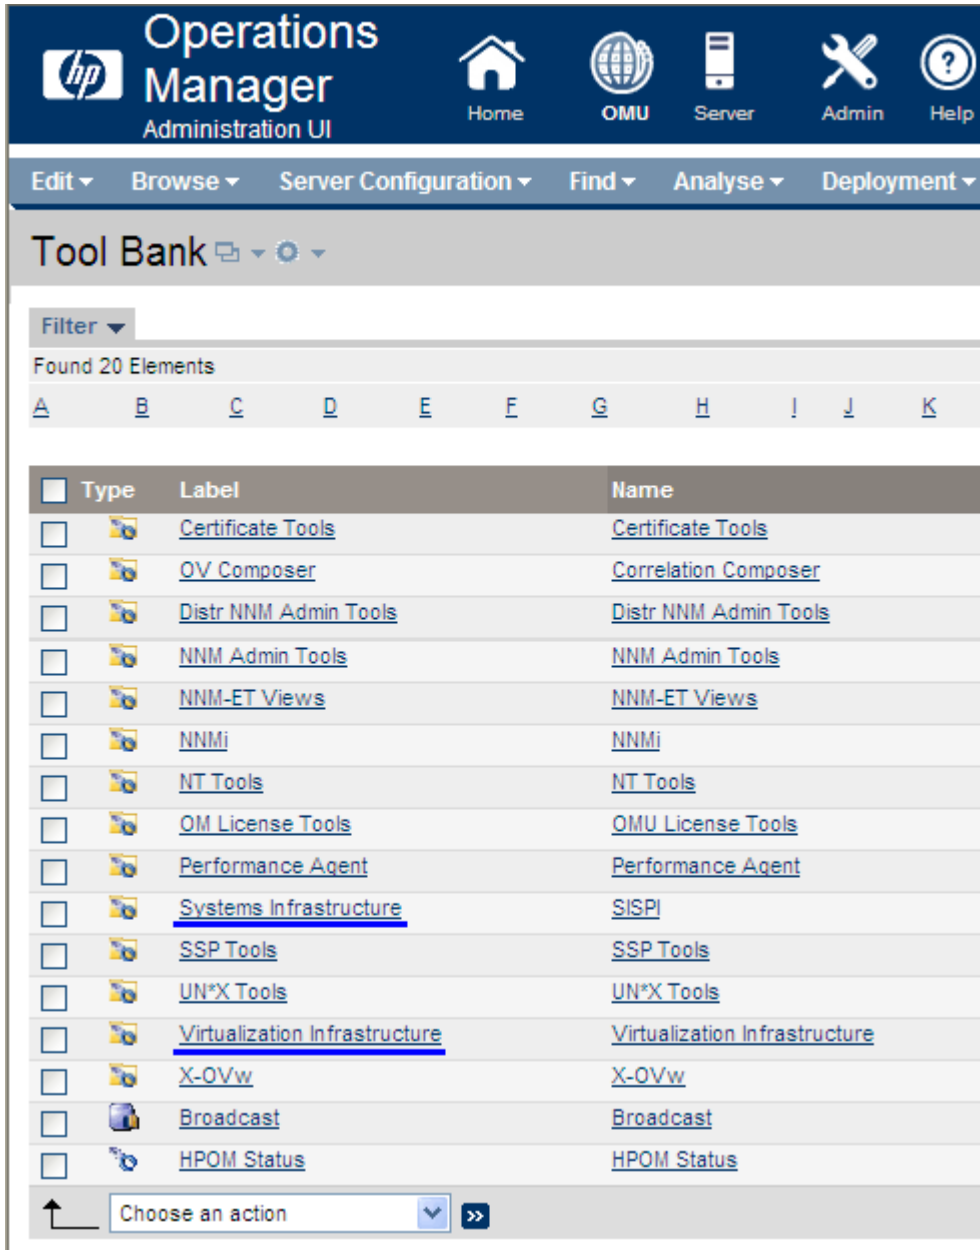 hp
Operations
Manager
Administration UI
Home OMU Server Admin Help
Edit Browse Server Configuration Find Analyse Deployment
Tool Bank
Filter
Found 20 Elements
A B C D E F G H I J K
Type Label Name
Certificate Tools Certificate Tools
OV Composer Correlation Composer
Distr NNM Admin Tools Distr NNM Admin Tools
NNM Admin Tools NNM Admin Tools
NNM-ET Views NNM-ET Views
NNMi NNMi
NT Tools NT Tools
OM License Tools OMU License Tools
Performance Agent Performance Agent
Systems Infrastructure SISPI
SSP Tools SSP Tools
UN*X Tools UN*X Tools
Virtualization Infrastructure Virtualization Infrastructure
X-OVw X-OVw
Broadcast Broadcast
HPOM Status HPOM Status
Choose an action